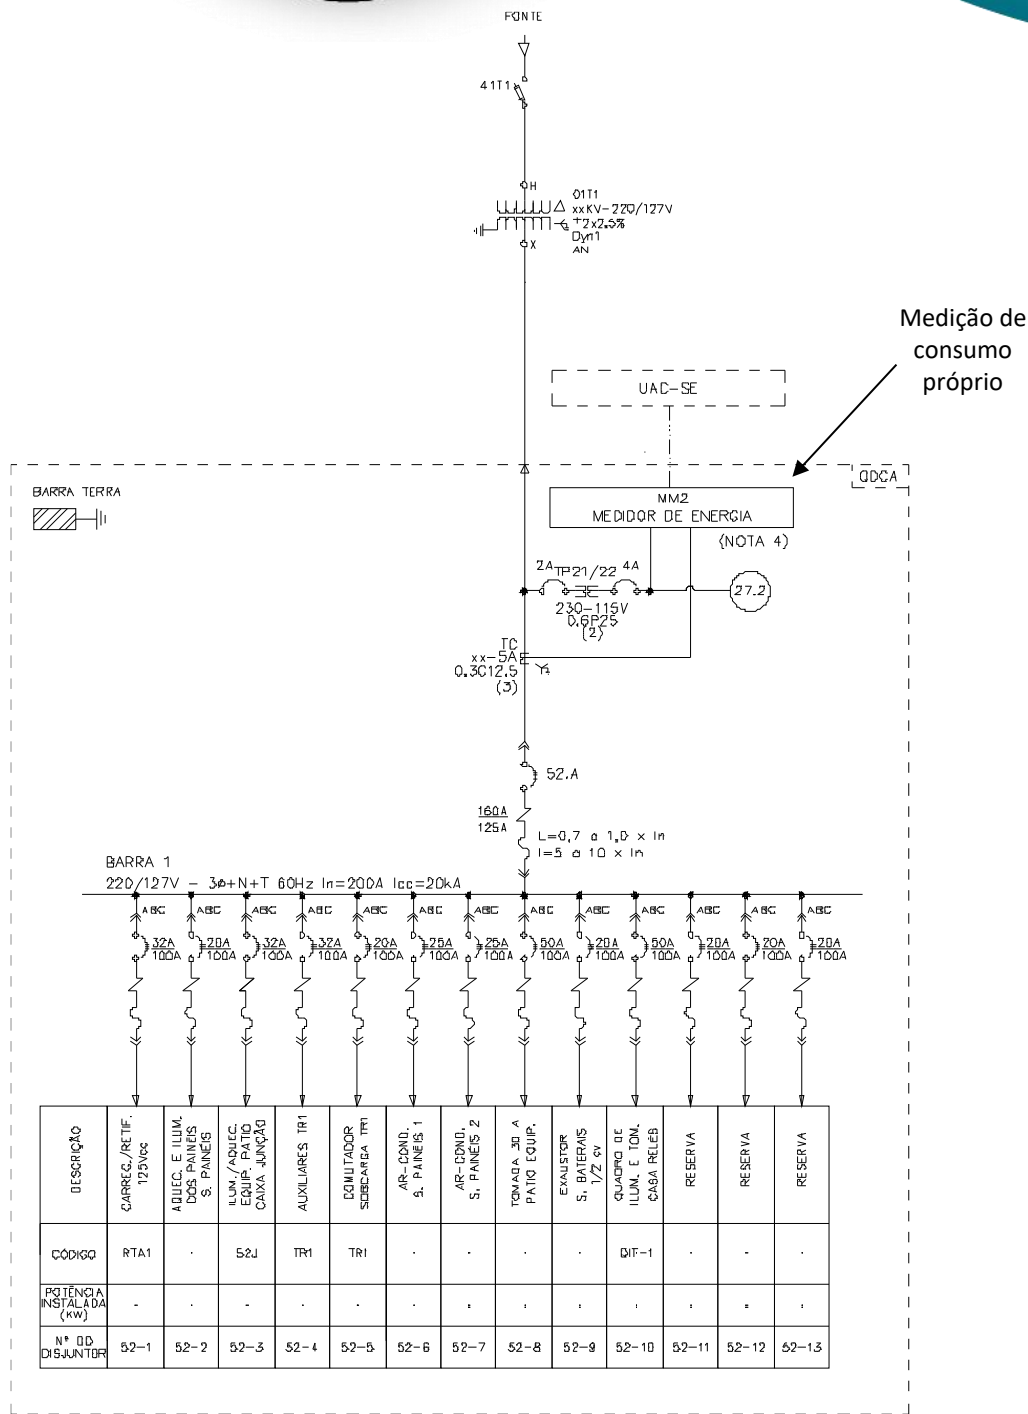 FONTE
41T1
H
01T1
xxKV-220/127V
+2x2.5%
Dyn1
AN
X
Medição de
consumo
próprio
UAC-SE
QDCA
BARRA TERRA
MM2
MEDIDOR DE ENERGIA
(NOTA 4)
2A TP21/22 4A
27.2
230-115V
0.6P25
(2)
TC
xx-5A
0.3C12.5
(3)
52.A
160A
125A
L=0,7 a 1,0 x In
I=5 a 10 x In
BARRA 1
220/127V - 3ø+N+T 60Hz In=200A Icc=20kA
ABC ABC ABC ABC ABC ABC ABC ABC ABC ABC ABC ABC ABC
32A 20A 32A 32A 20A 25A 25A 50A 20A 50A 20A 20A 20A
100A 100A 100A 100A 100A 100A 100A 100A 100A 100A 100A 100A 100A
DESCRIÇÃO
CARREG./RETIF.
125Vcc
AQUEC. E ILUM.
DOS PAINÉIS
S. PAINÉIS
ILUM./AQUEC.
EQUIP. PATIO
CAIXA JUNÇÃO
AUXILIARES TR1
COMUTADOR
SOBCARGA TR1
AR-COND.
S. PAINÉIS 1
AR-COND.
S. PAINÉIS 2
TOMADA 30 A
PATIO EQUIP.
EXAUSTOR
S. BATERAIS
1/2 cv
QUADRO DE
ILUM. E TOM.
CASA RELÉS
RESERVA
RESERVA
RESERVA
CÓDIGO RTA1 - 52J TR1 TR1 - - - - QIT-1 - - -
POTÊNCIA
INSTALADA
(KW)
- - - - - - - - - - - - -
Nº DO
DISJUNTOR
52-1 52-2 52-3 52-4 52-5 52-6 52-7 52-8 52-9 52-10 52-11 52-12 52-13